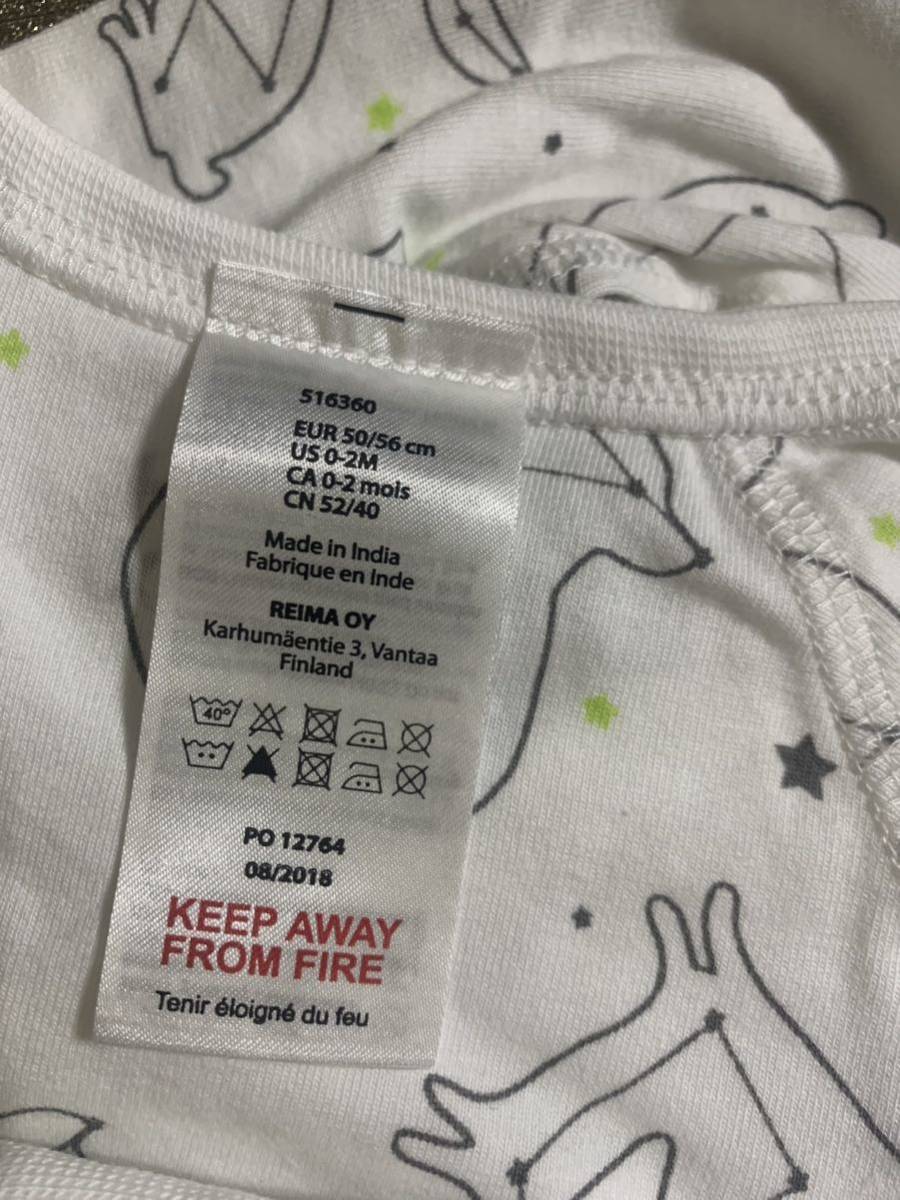 516360
EUR 50/56 cm
US 0-2M
CA 0-2 mois
CN 52/40
Made in India
Fabrique en Inde
REIMA OY
Karhumäentie 3, Vantaa
Finland
40°
PO 12764
08/2018
KEEP AWAY
FROM FIRE
Tenir éloigné du feu